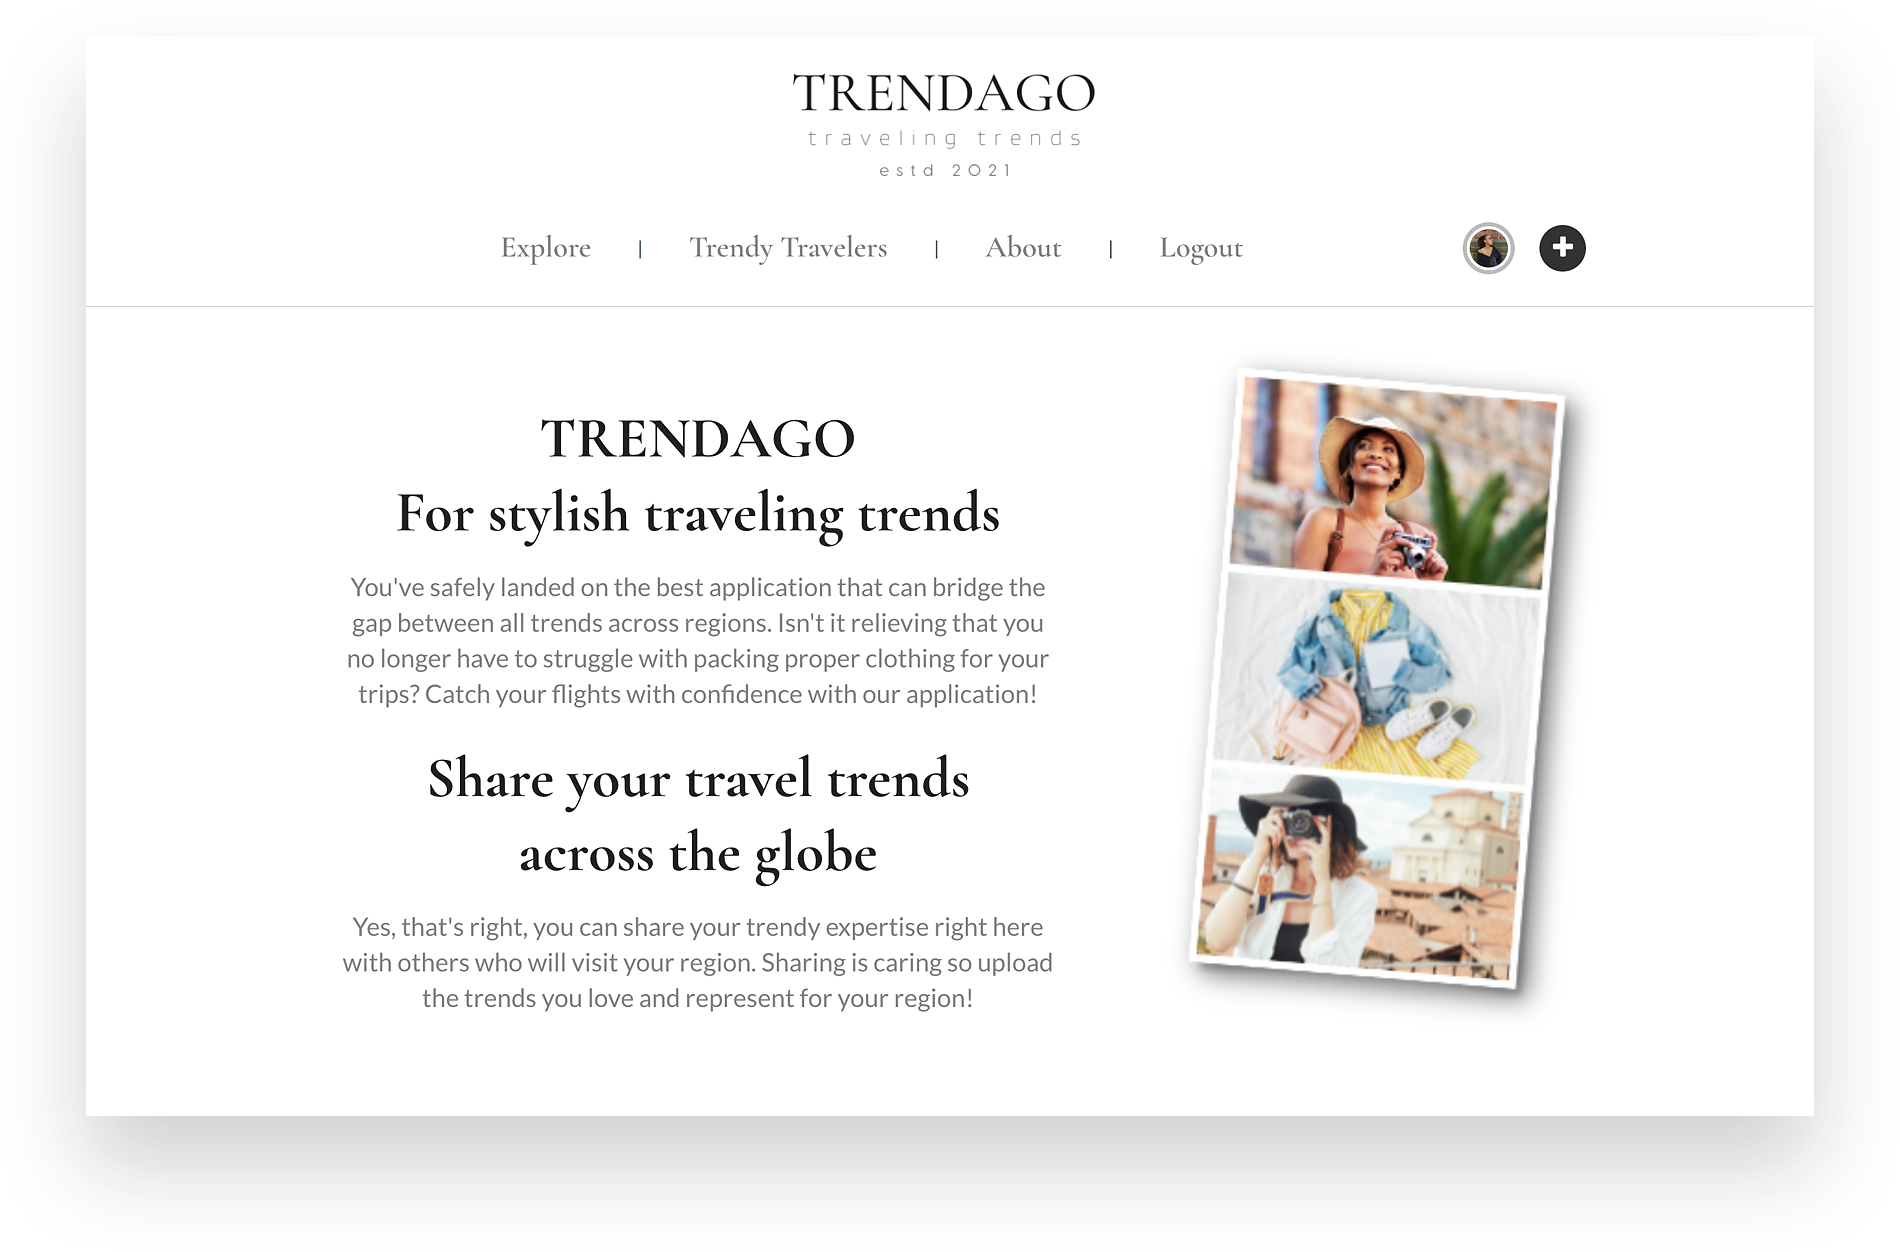 TRENDAGO
traveling trends
estd 2021
Explore | Trendy Travelers | About | Logout
TRENDAGO
For stylish traveling trends
You've safely landed on the best application that can bridge the
gap between all trends across regions. Isn't it relieving that you
no longer have to struggle with packing proper clothing for your
trips? Catch your flights with confidence with our application!
Share your travel trends
across the globe
Yes, that's right, you can share your trendy expertise right here
with others who will visit your region. Sharing is caring so upload
the trends you love and represent for your region!